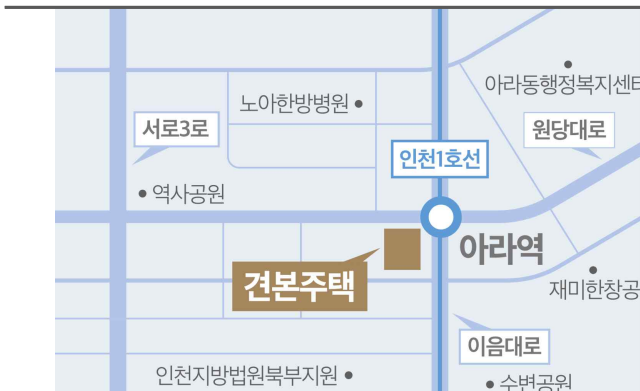 아라동행정복지센터
노아한방병원
서로3로
원당대로
인천1호선
역사공원
아라역
견본주택
재미한창공
이음대로
인천지방법원북부지원
수변공원